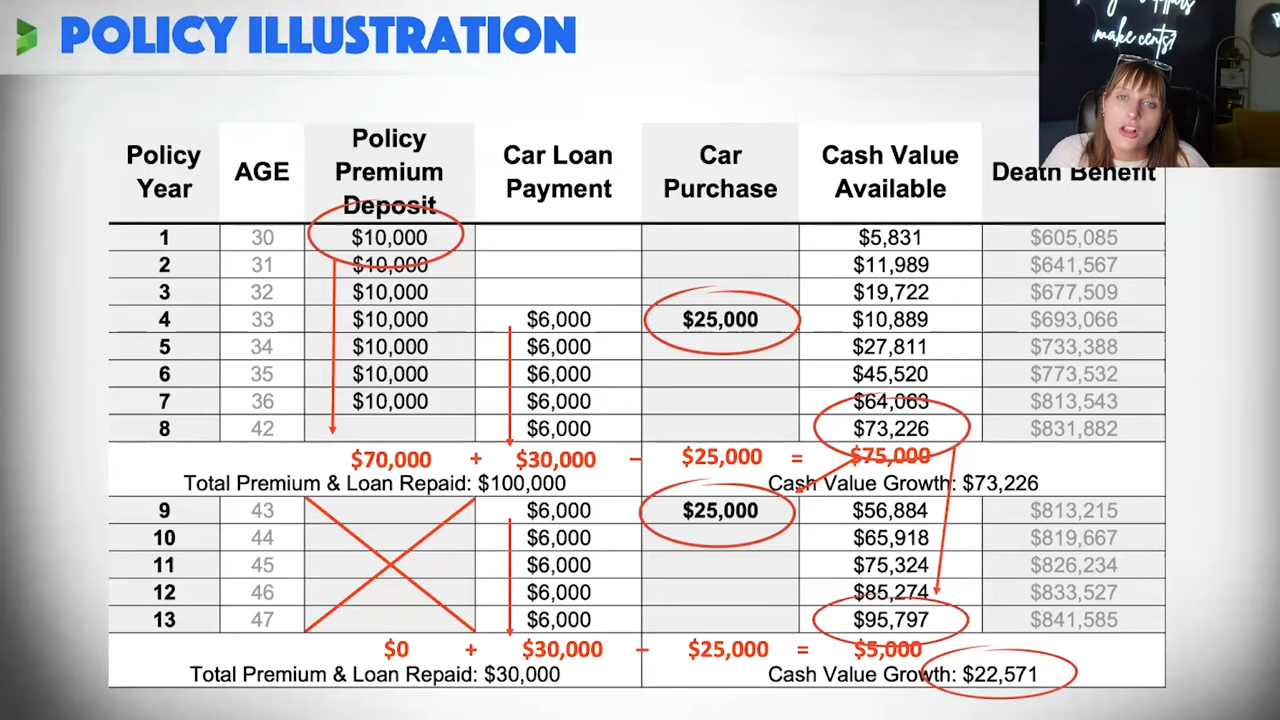 POLICY ILLUSTRATION
make cents?
Policy Year AGE Policy Premium Deposit Car Loan Payment Car Purchase Cash Value Available Death Benefit
1 30 $10,000 $5,831 $605,085
2 31 $10,000 $11,989 $641,567
3 32 $10,000 $19,722 $677,509
4 33 $10,000 $6,000 $25,000 $10,889 $693,066
5 34 $10,000 $6,000 $27,811 $733,388
6 35 $10,000 $6,000 $45,520 $773,532
7 36 $10,000 $6,000 $64,063 $813,543
8 42 $6,000 $73,226 $831,882
$70,000 + $30,000 – $25,000 = $75,000
Total Premium & Loan Repaid: $100,000 Cash Value Growth: $73,226
9 43 $6,000 $25,000 $56,884 $813,215
10 44 $6,000 $65,918 $819,667
11 45 $6,000 $75,324 $826,234
12 46 $6,000 $85,274 $833,527
13 47 $6,000 $95,797 $841,585
$0 + $30,000 – $25,000 = $5,000
Total Premium & Loan Repaid: $30,000 Cash Value Growth: $22,571